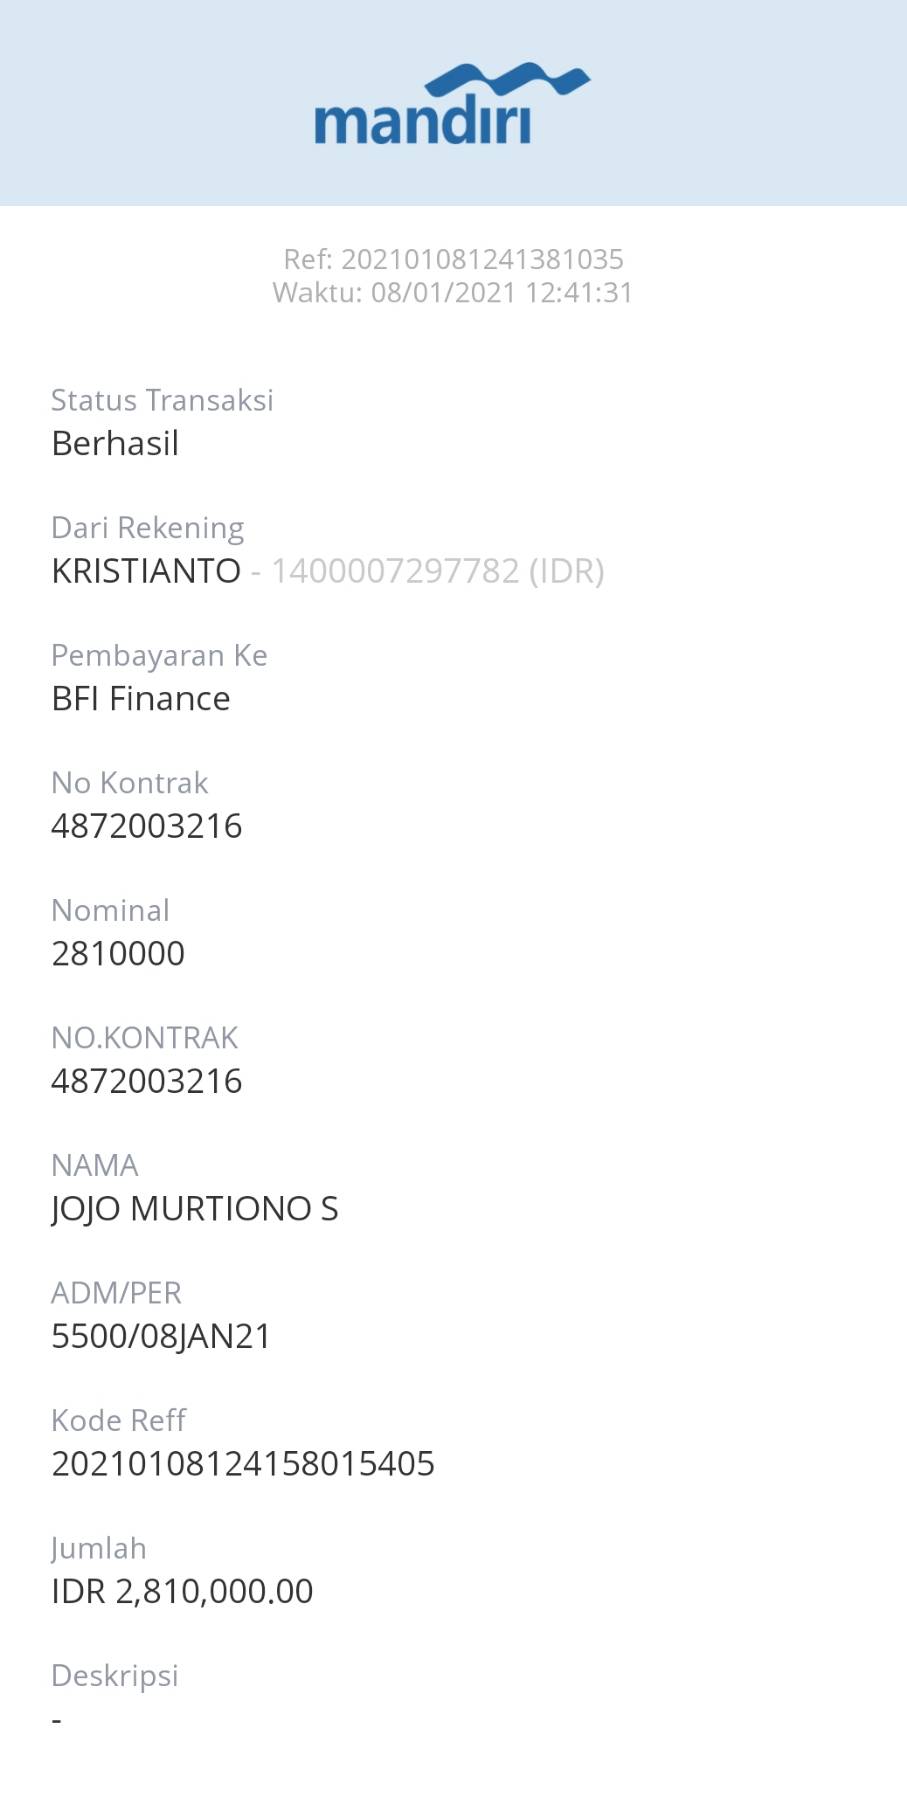 mandiri
Ref: 202101081241381035
Waktu: 08/01/2021 12:41:31
Status Transaksi
Berhasil
Dari Rekening
KRISTIANTO - 1400007297782 (IDR)
Pembayaran Ke
BFI Finance
No Kontrak
4872003216
Nominal
2810000
NO.KONTRAK
4872003216
NAMA
JOJO MURTIONO S
ADM/PER
5500/08JAN21
Kode Reff
20210108124158015405
Jumlah
IDR 2,810,000.00
Deskripsi
-